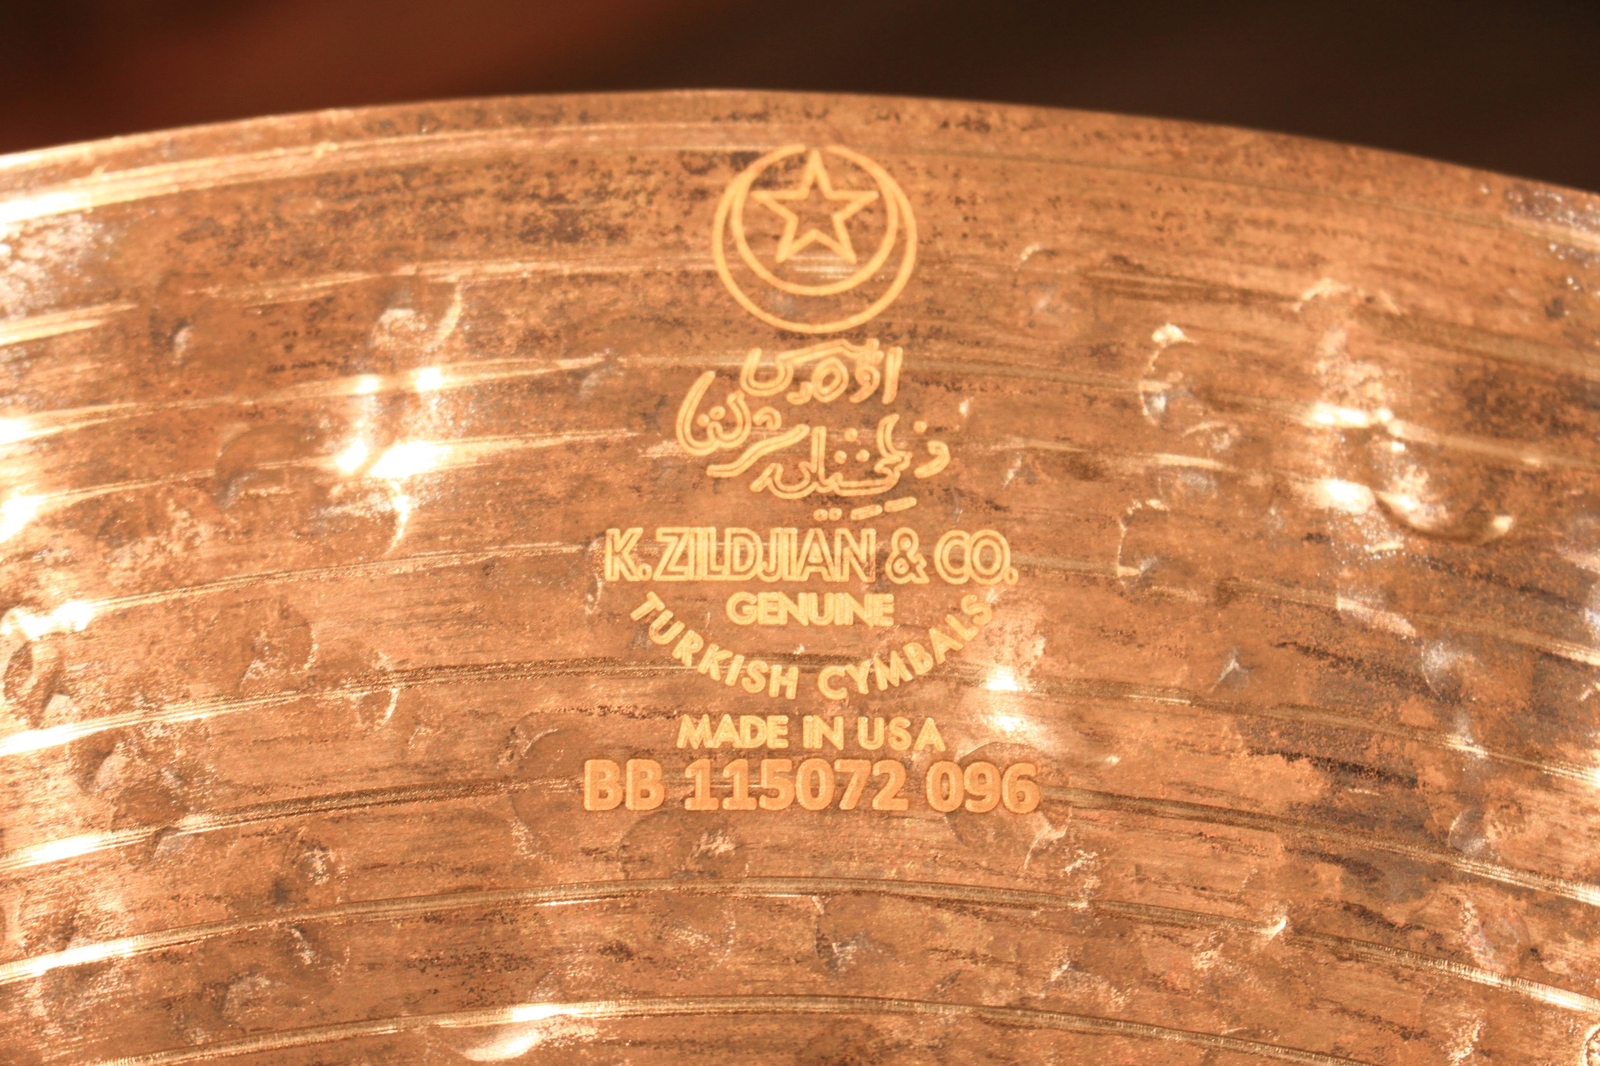 K. ZILDJIAN & CO.
GENUINE
TURKISH CYMBALS
MADE IN USA
BB 115072 096